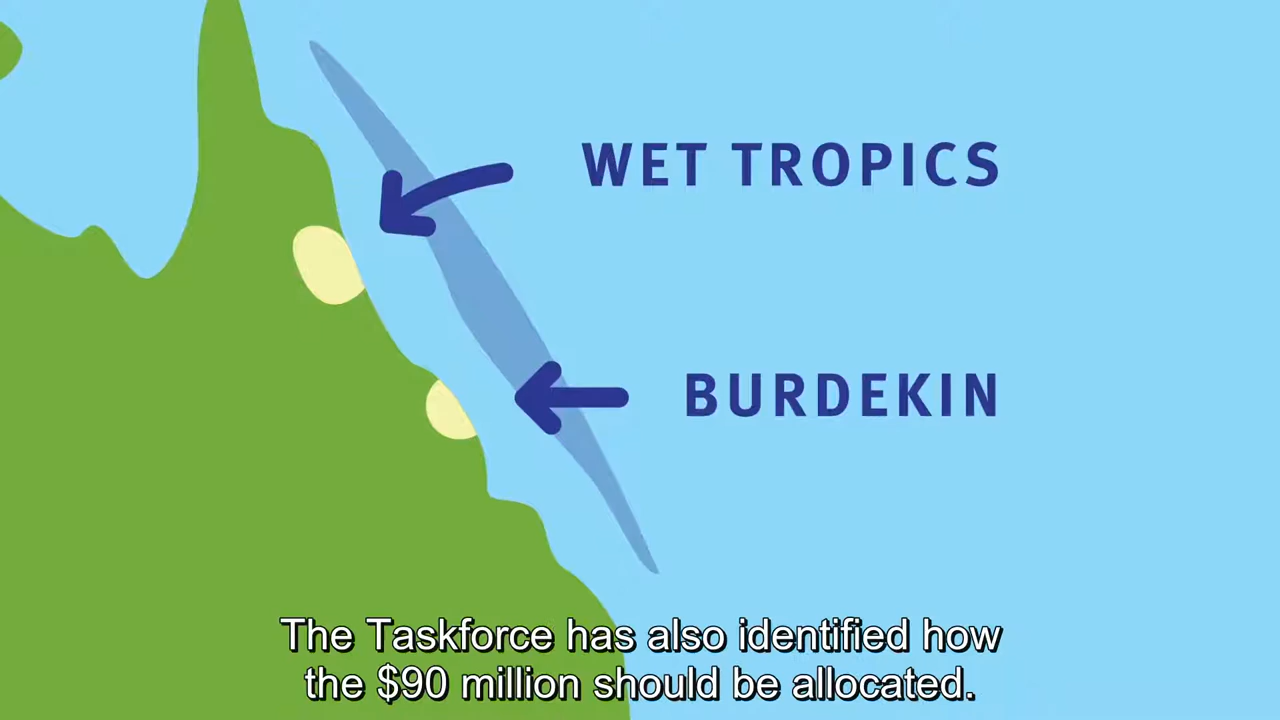 WET TROPICS
BURDEKIN
The Taskforce has also identified how
the $90 million should be allocated.